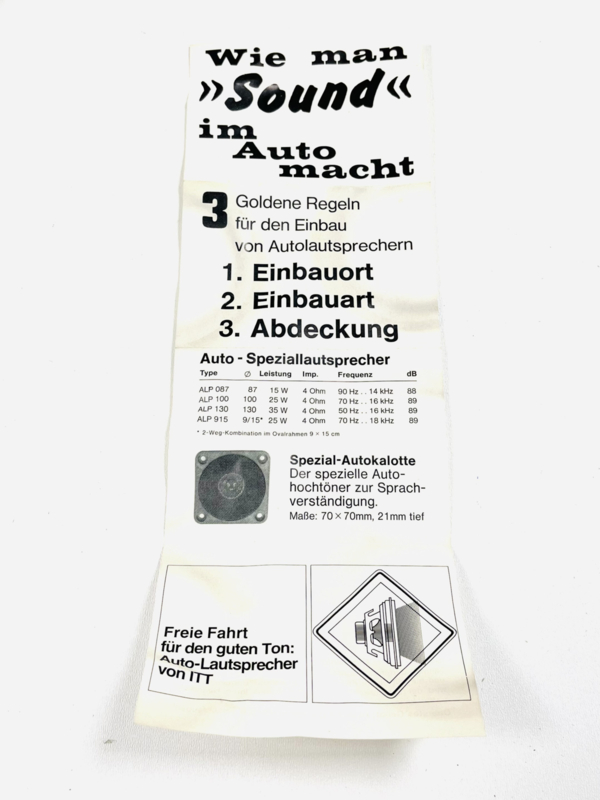 Wie man
»Sound«
im
Auto
macht
3 Goldene Regeln
für den Einbau
von Autolautsprechern
1. Einbauort
2. Einbauart
3. Abdeckung
Auto - Speziallautsprecher
Type ∅ Leistung Imp. Frequenz dB
ALP 087 87 15 W 4 Ohm 90 Hz . . 14 kHz 88
ALP 100 100 25 W 4 Ohm 70 Hz . . 16 kHz 89
ALP 130 130 35 W 4 Ohm 50 Hz . . 16 kHz 89
ALP 915 9/15* 25 W 4 Ohm 70 Hz . . 18 kHz 89
* 2-Weg-Kombination im Ovalrahmen 9 × 15 cm
Spezial-Autokalotte
Der spezielle Auto-
hochtöner zur Sprach-
verständigung.
Maße: 70 × 70mm, 21mm tief
Freie Fahrt
für den guten Ton:
Auto-Lautsprecher
von ITT